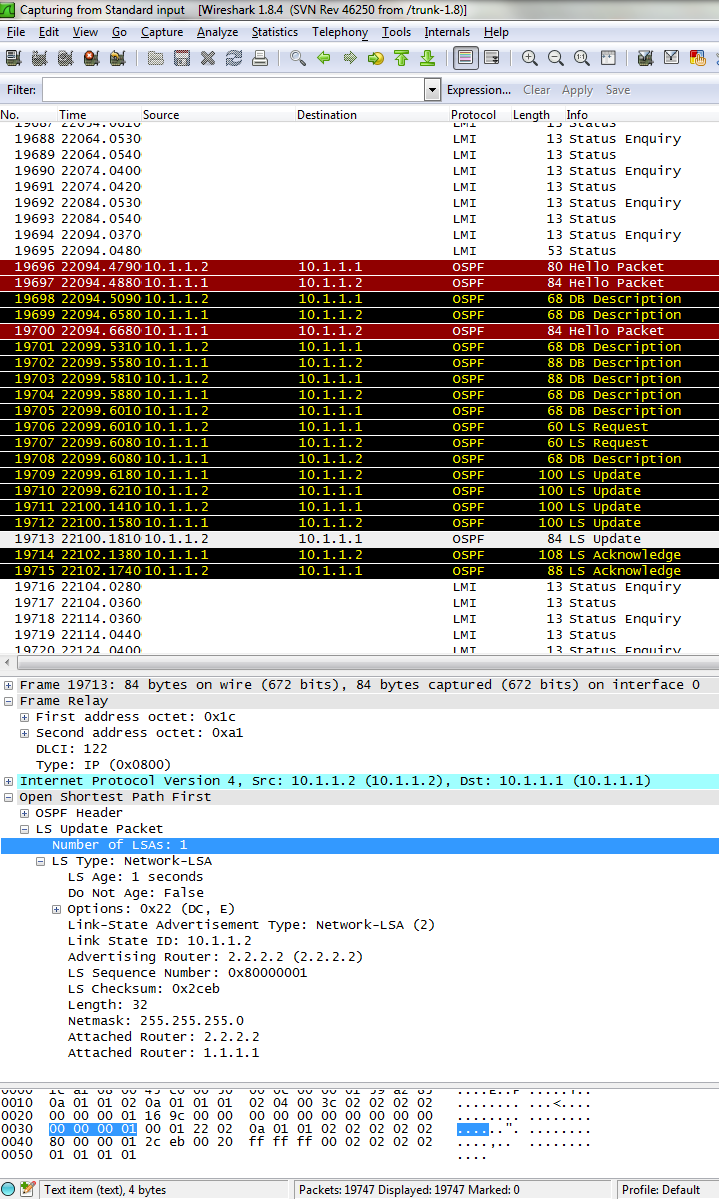 Capturing from Standard input [Wireshark 1.8.4 (SVN Rev 46250 from /trunk-1.8)]
File Edit View Go Capture Analyze Statistics Telephony Tools Internals Help
Filter: Expression... Clear Apply Save
No. Time Source Destination Protocol Length Info
19687 22054.0610 LMI 13 Status
19688 22064.0530 LMI 13 Status Enquiry
19689 22064.0540 LMI 13 Status
19690 22074.0400 LMI 13 Status Enquiry
19691 22074.0420 LMI 13 Status
19692 22084.0530 LMI 13 Status Enquiry
19693 22084.0540 LMI 13 Status
19694 22094.0370 LMI 13 Status Enquiry
19695 22094.0480 LMI 53 Status
19696 22094.4790 10.1.1.2 10.1.1.1 OSPF 80 Hello Packet
19697 22094.4880 10.1.1.1 10.1.1.2 OSPF 84 Hello Packet
19698 22094.5090 10.1.1.2 10.1.1.1 OSPF 68 DB Description
19699 22094.6580 10.1.1.1 10.1.1.2 OSPF 68 DB Description
19700 22094.6680 10.1.1.1 10.1.1.2 OSPF 84 Hello Packet
19701 22099.5310 10.1.1.2 10.1.1.1 OSPF 68 DB Description
19702 22099.5580 10.1.1.1 10.1.1.2 OSPF 88 DB Description
19703 22099.5810 10.1.1.2 10.1.1.1 OSPF 88 DB Description
19704 22099.5880 10.1.1.1 10.1.1.2 OSPF 68 DB Description
19705 22099.6010 10.1.1.2 10.1.1.1 OSPF 68 DB Description
19706 22099.6010 10.1.1.2 10.1.1.1 OSPF 60 LS Request
19707 22099.6080 10.1.1.1 10.1.1.2 OSPF 60 LS Request
19708 22099.6080 10.1.1.1 10.1.1.2 OSPF 68 DB Description
19709 22099.6180 10.1.1.1 10.1.1.2 OSPF 100 LS Update
19710 22099.6210 10.1.1.2 10.1.1.1 OSPF 100 LS Update
19711 22100.1410 10.1.1.2 10.1.1.1 OSPF 100 LS Update
19712 22100.1580 10.1.1.1 10.1.1.2 OSPF 100 LS Update
19713 22100.1810 10.1.1.2 10.1.1.1 OSPF 84 LS Update
19714 22102.1380 10.1.1.1 10.1.1.2 OSPF 108 LS Acknowledge
19715 22102.1740 10.1.1.2 10.1.1.1 OSPF 88 LS Acknowledge
19716 22104.0280 LMI 13 Status Enquiry
19717 22104.0360 LMI 13 Status
19718 22114.0360 LMI 13 Status Enquiry
19719 22114.0440 LMI 13 Status
19720 22124.0400 LMI 13 Status Enquiry
Frame 19713: 84 bytes on wire (672 bits), 84 bytes captured (672 bits) on interface 0
Frame Relay
First address octet: 0x1c
Second address octet: 0xa1
DLCI: 122
Type: IP (0x0800)
Internet Protocol Version 4, Src: 10.1.1.2 (10.1.1.2), Dst: 10.1.1.1 (10.1.1.1)
Open Shortest Path First
OSPF Header
LS Update Packet
Number of LSAs: 1
LS Type: Network-LSA
LS Age: 1 seconds
Do Not Age: False
Options: 0x22 (DC, E)
Link-State Advertisement Type: Network-LSA (2)
Link State ID: 10.1.1.2
Advertising Router: 2.2.2.2 (2.2.2.2)
LS Sequence Number: 0x80000001
LS Checksum: 0x2ceb
Length: 32
Netmask: 255.255.255.0
Attached Router: 2.2.2.2
Attached Router: 1.1.1.1
0000 1c a1 08 00 45 c0 00 50 00 0c 00 00 01 59 a2 85 ....E..P .....Y..
0010 0a 01 01 02 0a 01 01 01 02 04 00 3c 02 02 02 02 ........ ...<....
0020 00 00 00 01 16 9c 00 00 00 00 00 00 00 00 00 00 ........ ........
0030 00 00 00 01 00 01 22 02 0a 01 01 02 02 02 02 02 ......". ........
0040 80 00 00 01 2c eb 00 20 ff ff ff 00 02 02 02 02 ....,.. ........
0050 01 01 01 01 ....
Text item (text), 4 bytes Packets: 19747 Displayed: 19747 Marked: 0 Profile: Default